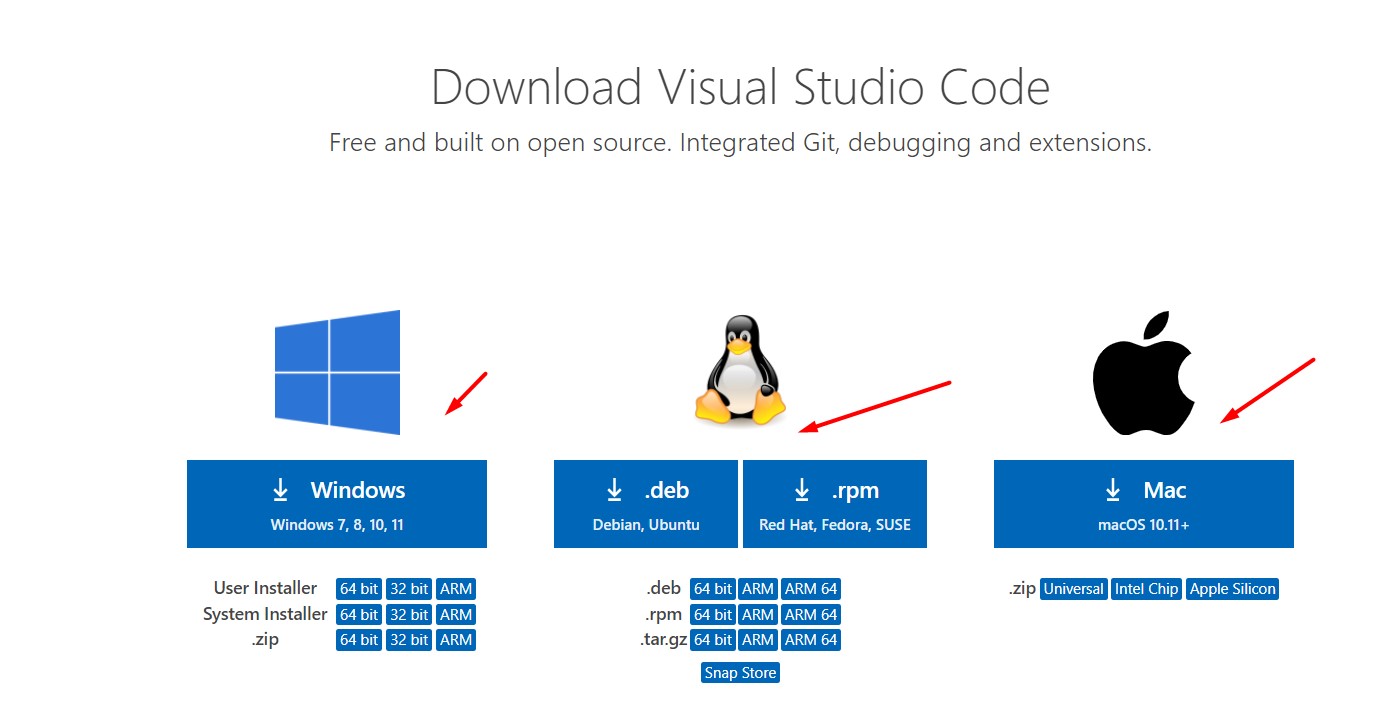 Download Visual Studio Code
Free and built on open source. Integrated Git, debugging and extensions.
Windows
Windows 7, 8, 10, 11
User Installer 64 bit 32 bit ARM
System Installer 64 bit 32 bit ARM
.zip 64 bit 32 bit ARM
.deb
Debian, Ubuntu
.rpm
Red Hat, Fedora, SUSE
.deb 64 bit ARM ARM 64
.rpm 64 bit ARM ARM 64
.tar.gz 64 bit ARM ARM 64
Snap Store
Mac
macOS 10.11+
.zip Universal Intel Chip Apple Silicon